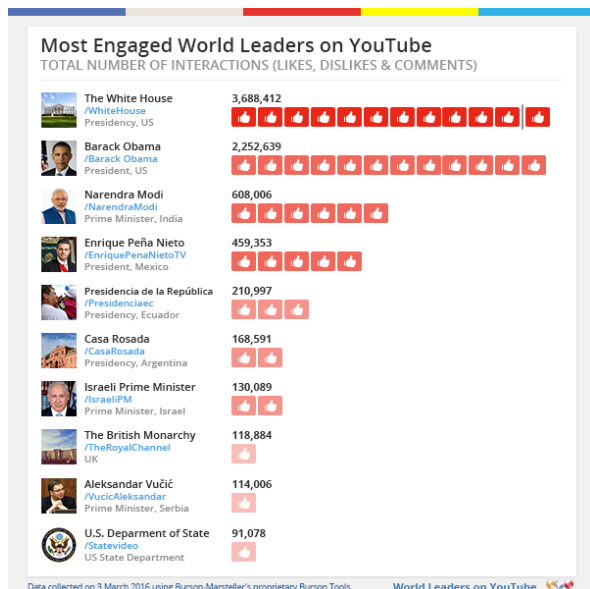 Most Engaged World Leaders on YouTube
TOTAL NUMBER OF INTERACTIONS (LIKES, DISLIKES & COMMENTS)
The White House
/WhiteHouse
Presidency, US
3,688,412
Barack Obama
/Barack Obama
President, US
2,252,639
Narendra Modi
/NarendraModi
Prime Minister, India
608,006
Enrique Peña Nieto
/EnriquePenaNietoTV
President, Mexico
459,353
Presidencia de la República
/Presidenciaec
Presidency, Ecuador
210,997
Casa Rosada
/CasaRosada
Presidency, Argentina
168,591
Israeli Prime Minister
/IsraeliPM
Prime Minister, Israel
130,089
The British Monarchy
/TheRoyalChannel
UK
118,884
Aleksandar Vučić
/VucicAleksandar
Prime Minister, Serbia
114,006
U.S. Deparment of State
/Statevideo
US State Department
91,078
Data collected on 3 March 2016 using Burson-Marsteller's proprietary Burson Tools
World Leaders on YouTube